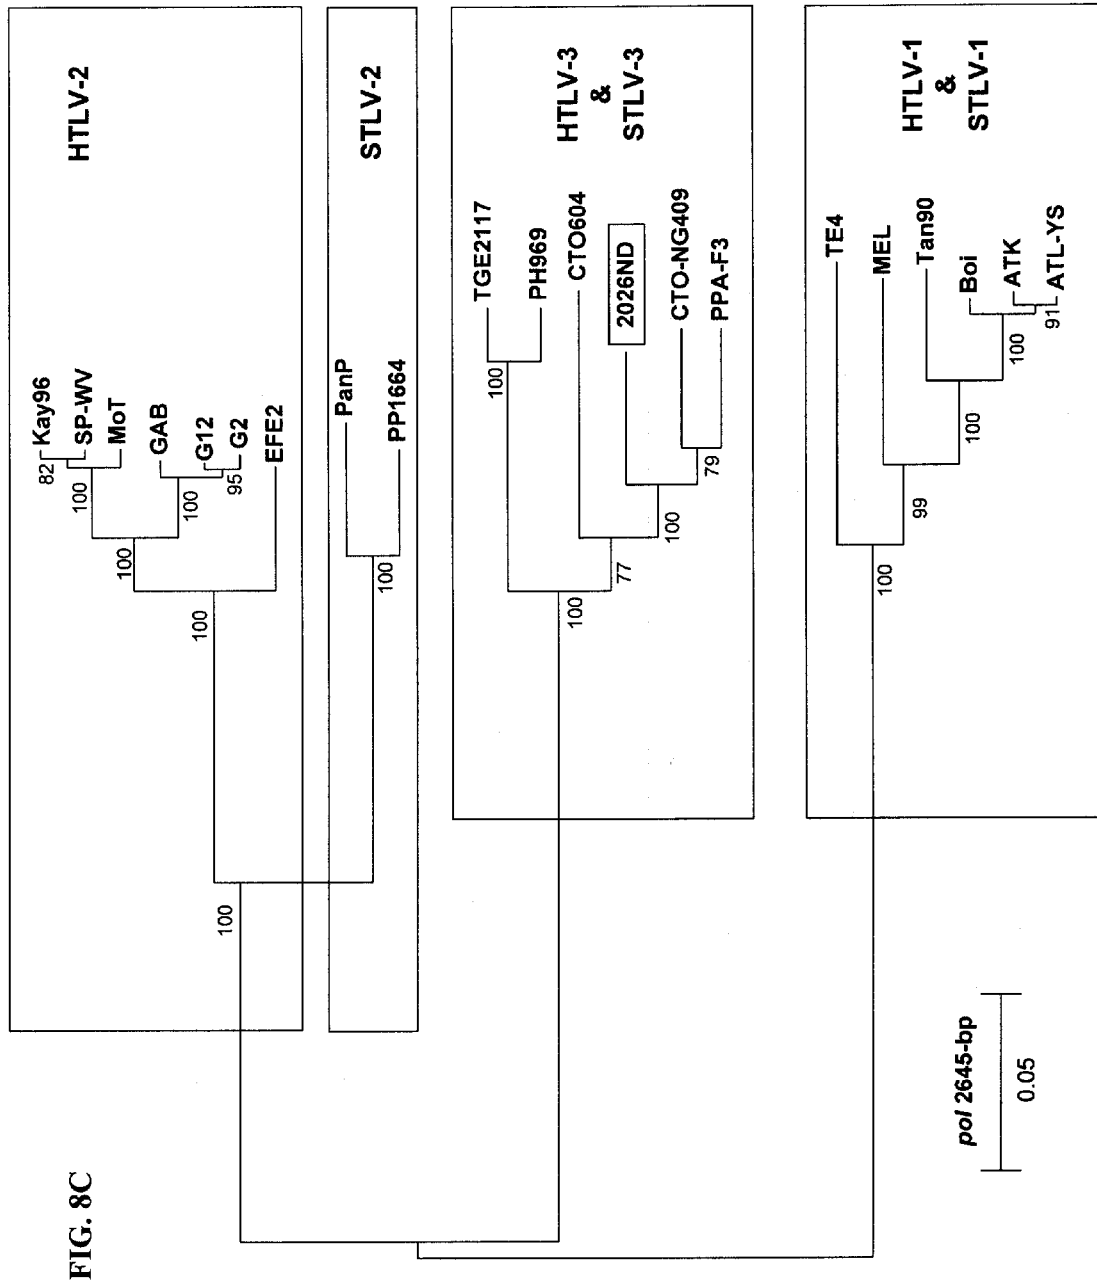 FIG. 8C
HTLV-2
Kay96
SP-WV
MoT
GAB
G12
G2
EFE2
82
100
100
100
95
100
100
STLV-2
PanP
PP1664
100
HTLV-3
&
STLV-3
TGE2117
PH969
CTO604
2026ND
CTO-NG409
PPA-F3
100
100
77
100
79
HTLV-1
&
STLV-1
TE4
MEL
Tan90
Boi
ATK
ATL-YS
100
99
100
100
91
pol 2645-bp
0.05